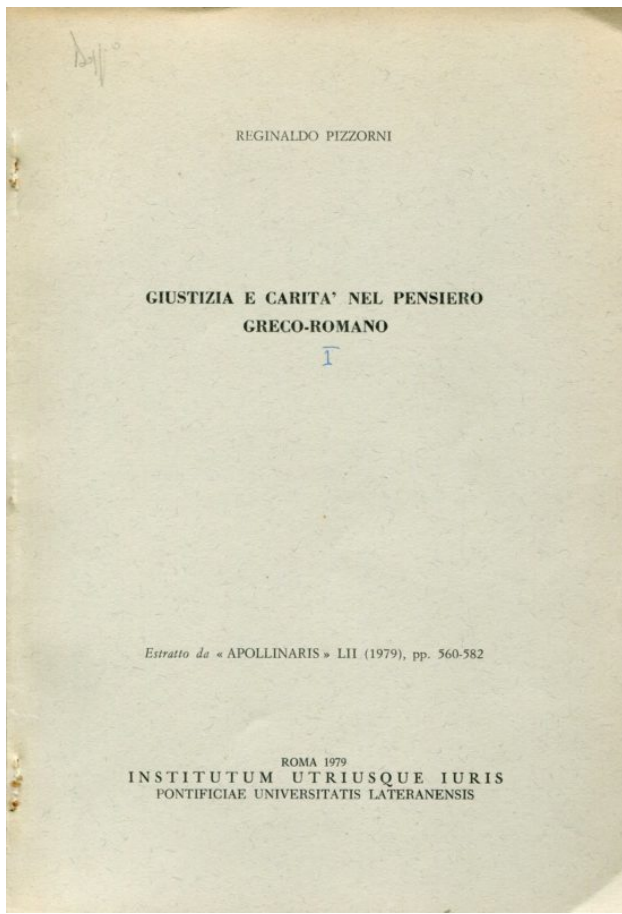 REGINALDO PIZZORNI
GIUSTIZIA E CARITA' NEL PENSIERO
GRECO-ROMANO
I
Estratto da « APOLLINARIS » LII (1979), pp. 560-582
ROMA 1979
INSTITUTUM UTRIUSQUE IURIS
PONTIFICIAE UNIVERSITATIS LATERANENSIS